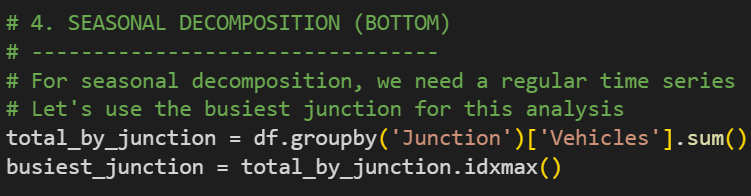 # 4. SEASONAL DECOMPOSITION (BOTTOM)
# ---------------------------------
# For seasonal decomposition, we need a regular time series
# Let's use the busiest junction for this analysis
total_by_junction = df.groupby('Junction')['Vehicles'].sum()
busiest_junction = total_by_junction.idxmax()